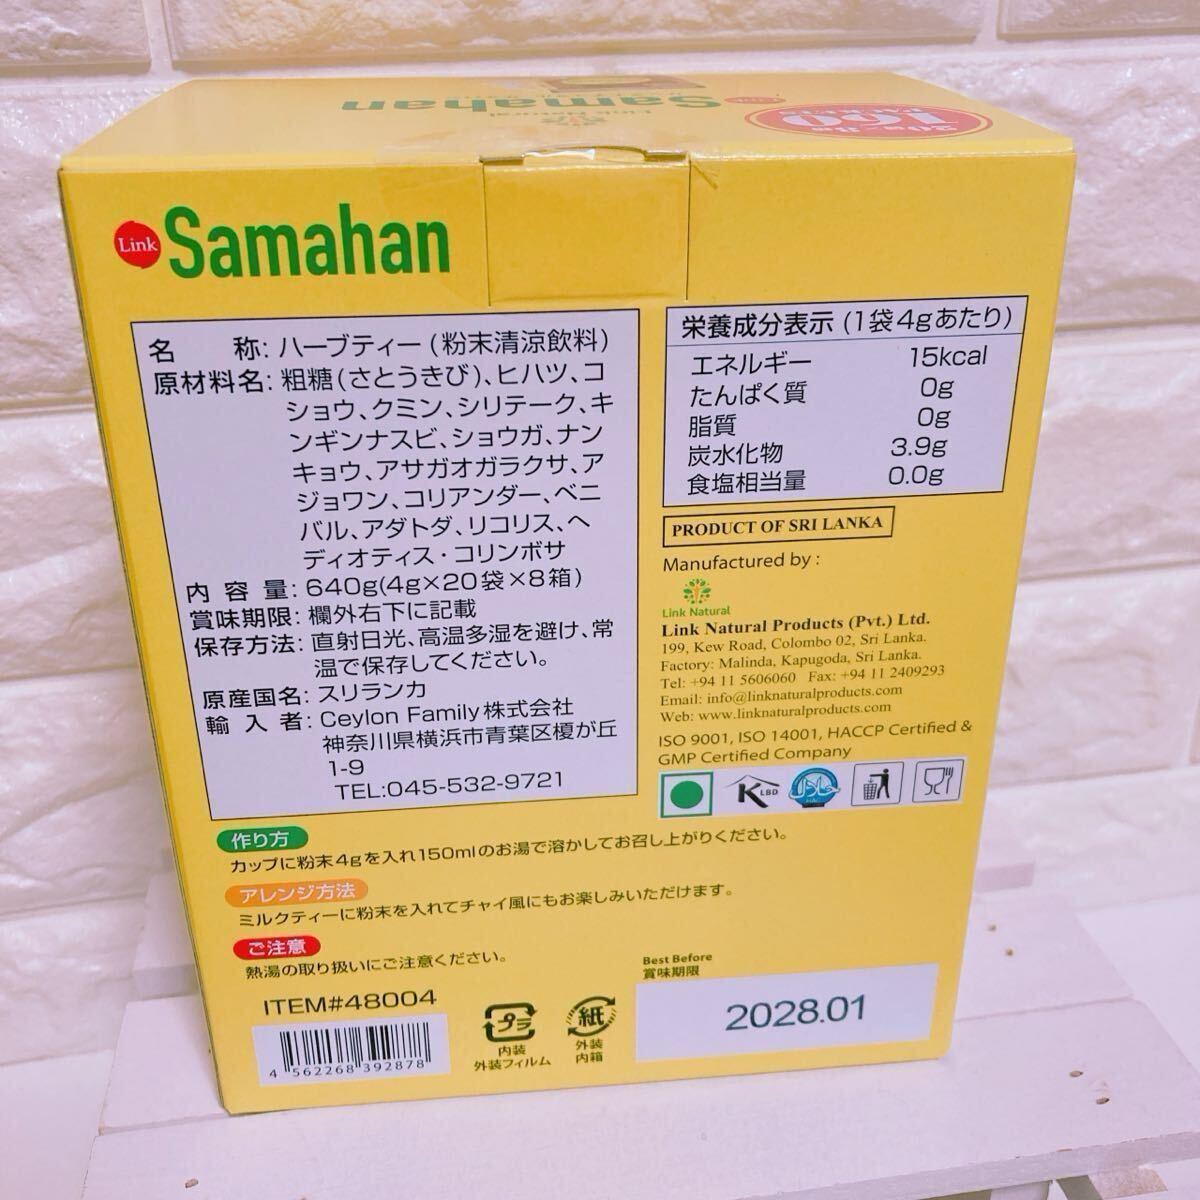 Samahan
Link Natural
20袋×8箱
160
PACKS
Link
Samahan
名 称: ハーブティー(粉末清涼飲料)
原材料名: 粗糖(さとうきび)、ヒハツ、コ
ショウ、クミン、シリテーク、キ
ンギンナスビ、ショウガ、ナン
キョウ、アサガオガラクサ、ア
ジョワン、コリアンダー、ベニ
バル、アダトダ、リコリス、ヘ
ディオティス・コリンボサ
内容量: 640g(4g×20袋×8箱)
賞味期限: 欄外右下に記載
保存方法: 直射日光、高温多湿を避け、常
温で保存してください。
原産国名: スリランカ
輸入者: Ceylon Family株式会社
神奈川県横浜市青葉区榎が丘
1-9
TEL:045-532-9721
栄養成分表示 (1袋4gあたり)
エネルギー 15kcal
たんぱく質 0g
脂質 0g
炭水化物 3.9g
食塩相当量 0.0g
PRODUCT OF SRI LANKA
Manufactured by :
Link Natural
Link Natural Products (Pvt.) Ltd.
199, Kew Road, Colombo 02, Sri Lanka.
Factory: Malinda, Kapugoda, Sri Lanka.
Tel: +94 11 5606060 Fax: +94 11 2409293
Email: info@linknaturalproducts.com
Web: www.linknaturalproducts.com
ISO 9001, ISO 14001, HACCP Certified &
GMP Certified Company
K LBD
HAC
作り方
カップに粉末4gを入れ150mlのお湯で溶かしてお召し上がりください。
アレンジ方法
ミルクティーに粉末を入れてチャイ風にもお楽しみいただけます。
ご注意
熱湯の取り扱いにご注意ください。
ITEM#48004
4 562268 392878
プラ
内装
外装フィルム
紙
外装
内箱
Best Before
賞味期限
2028.01